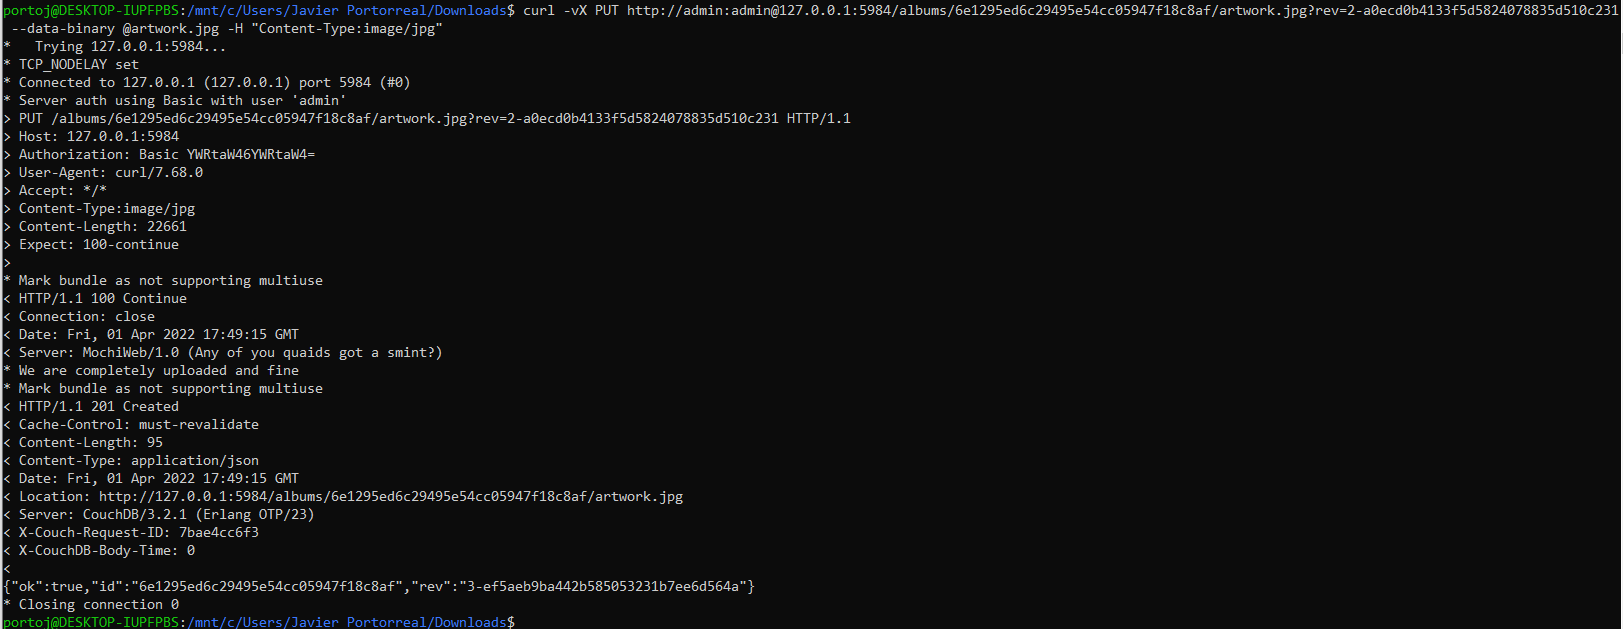 portoj@DESKTOP-IUPFPBS:/mnt/c/Users/Javier Portorreal/Downloads$ curl -vX PUT http://admin:admin@127.0.0.1:5984/albums/6e1295ed6c29495e54cc05947f18c8af/artwork.jpg?rev=2-a0ecd0b4133f5d5824078835d510c231
 --data-binary @artwork.jpg -H "Content-Type:image/jpg"
*   Trying 127.0.0.1:5984...
* TCP_NODELAY set
* Connected to 127.0.0.1 (127.0.0.1) port 5984 (#0)
* Server auth using Basic with user 'admin'
> PUT /albums/6e1295ed6c29495e54cc05947f18c8af/artwork.jpg?rev=2-a0ecd0b4133f5d5824078835d510c231 HTTP/1.1
> Host: 127.0.0.1:5984
> Authorization: Basic YWRtaW46YWRtaW4=
> User-Agent: curl/7.68.0
> Accept: */*
> Content-Type:image/jpg
> Content-Length: 22661
> Expect: 100-continue
>
* Mark bundle as not supporting multiuse
< HTTP/1.1 100 Continue
< Connection: close
< Date: Fri, 01 Apr 2022 17:49:15 GMT
< Server: MochiWeb/1.0 (Any of you quaids got a smint?)
* We are completely uploaded and fine
* Mark bundle as not supporting multiuse
< HTTP/1.1 201 Created
< Cache-Control: must-revalidate
< Content-Length: 95
< Content-Type: application/json
< Date: Fri, 01 Apr 2022 17:49:15 GMT
< Location: http://127.0.0.1:5984/albums/6e1295ed6c29495e54cc05947f18c8af/artwork.jpg
< Server: CouchDB/3.2.1 (Erlang OTP/23)
< X-Couch-Request-ID: 7bae4cc6f3
< X-CouchDB-Body-Time: 0
<
{"ok":true,"id":"6e1295ed6c29495e54cc05947f18c8af","rev":"3-ef5aeb9ba442b585053231b7ee6d564a"}
* Closing connection 0
portoj@DESKTOP-IUPFPBS:/mnt/c/Users/Javier Portorreal/Downloads$